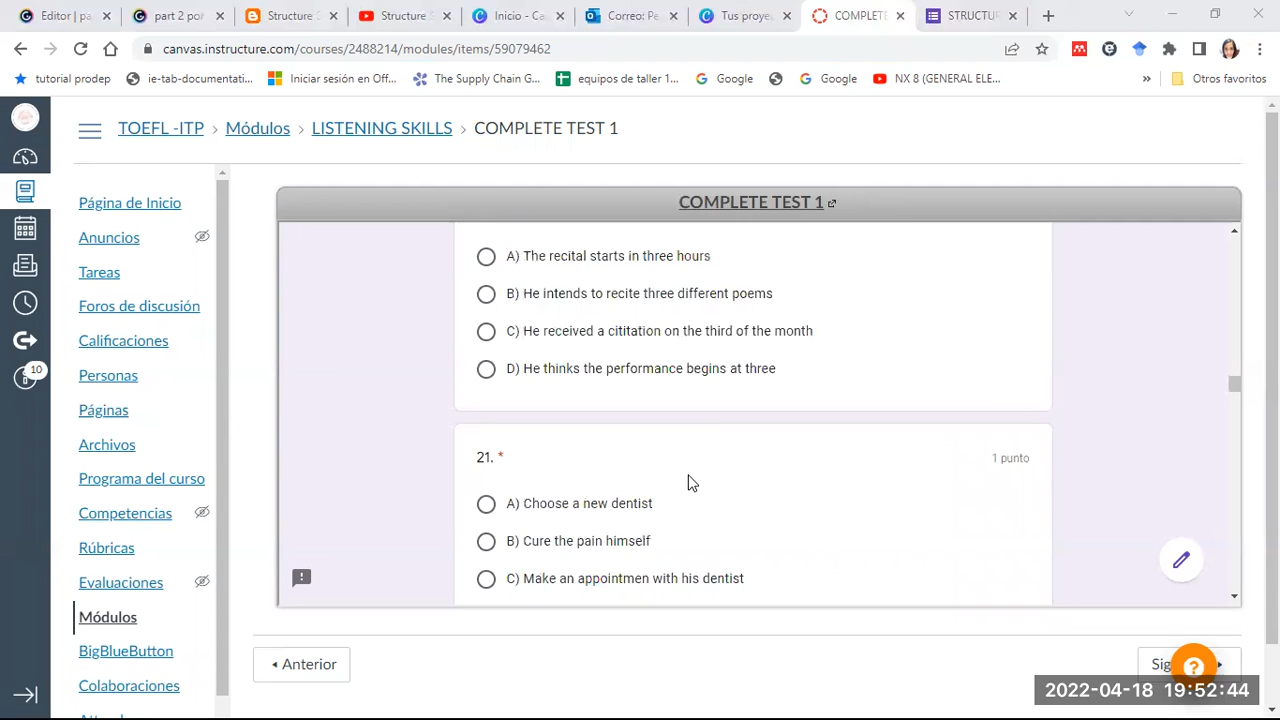 Editor | pa
part 2 por
Structure
Structure S
Inicio - Can
Correo: Pe
Tus proye
COMPLETE
STRUCTUR
canvas.instructure.com/courses/2488214/modules/items/59079462
tutorial prodep
ie-tab-documentati...
Iniciar sesión en Off...
The Supply Chain G...
equipos de taller 1...
Google
Google
NX 8 (GENERAL ELE...
»
Otros favoritos
TOEFL -ITP > Módulos > LISTENING SKILLS > COMPLETE TEST 1
Página de Inicio
Anuncios
Tareas
Foros de discusión
Calificaciones
10
Personas
Páginas
Archivos
Programa del curso
Competencias
Rúbricas
Evaluaciones
Módulos
BigBlueButton
Colaboraciones
COMPLETE TEST 1
A) The recital starts in three hours
B) He intends to recite three different poems
C) He received a cititation on the third of the month
D) He thinks the performance begins at three
21. *
1 punto
A) Choose a new dentist
B) Cure the pain himself
C) Make an appointmen with his dentist
Anterior
Sig
2022-04-18 19:52:44